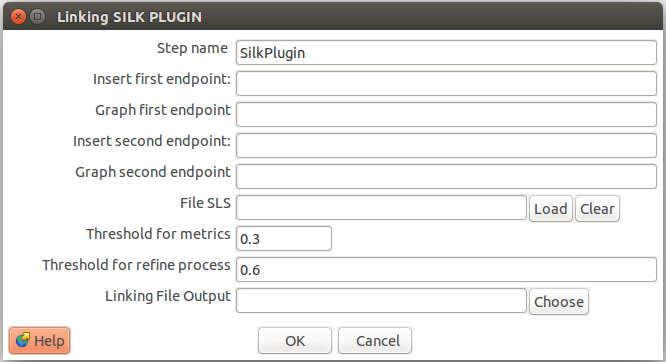 Linking SILK PLUGIN
Step name SilkPlugin
Insert first endpoint:
Graph first endpoint
Insert second endpoint:
Graph second endpoint
File SLS Load Clear
Threshold for metrics 0.3
Threshold for refine process 0.6
Linking File Output Choose
Help OK Cancel